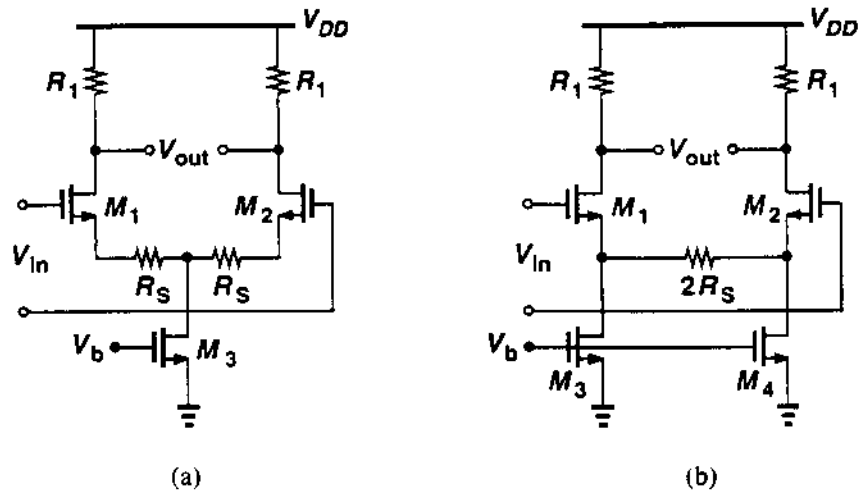 V_DD
R_1
R_1
V_out
M_1
M_2
V_in
R_S
R_S
V_b
M_3
(a)
V_DD
R_1
R_1
V_out
M_1
M_2
V_in
2R_S
V_b
M_3
M_4
(b)